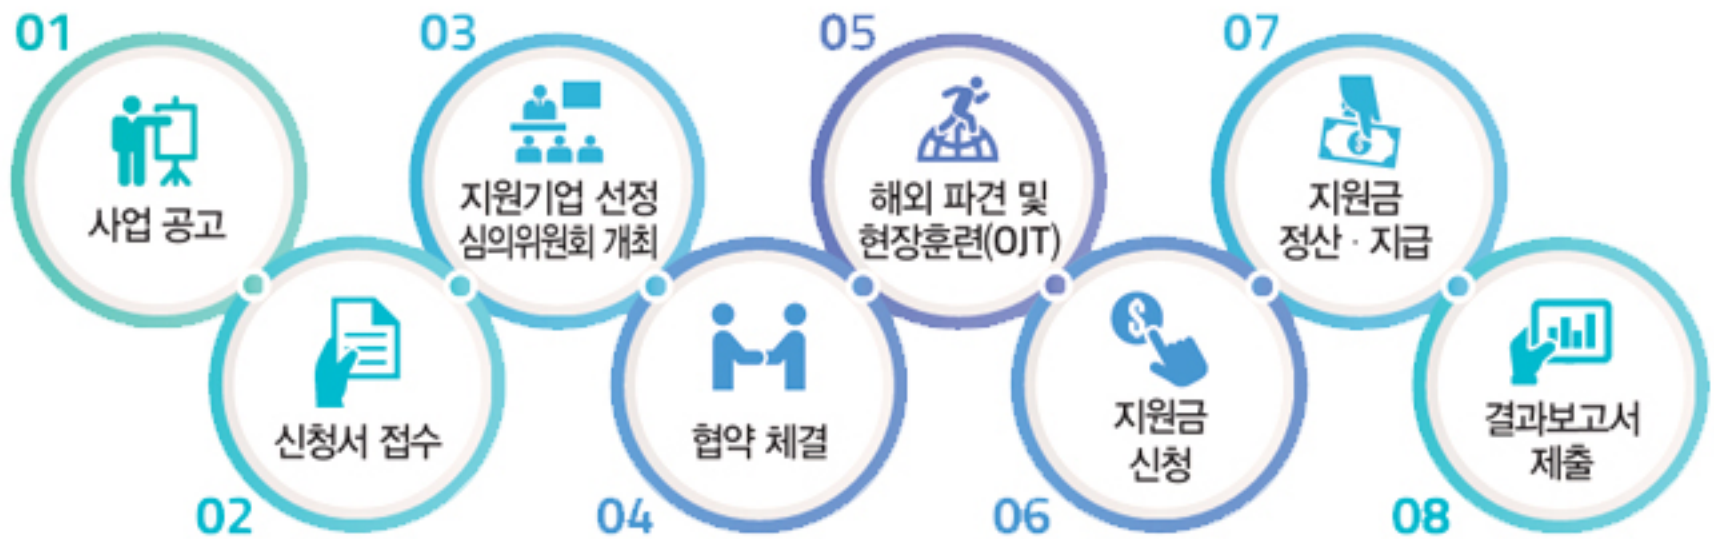 01
사업 공고
02
신청서 접수
03
지원기업 선정
심의위원회 개최
04
협약 체결
05
해외 파견 및
현장훈련(OJT)
06
지원금
신청
07
지원금
정산 · 지급
08
결과보고서
제출